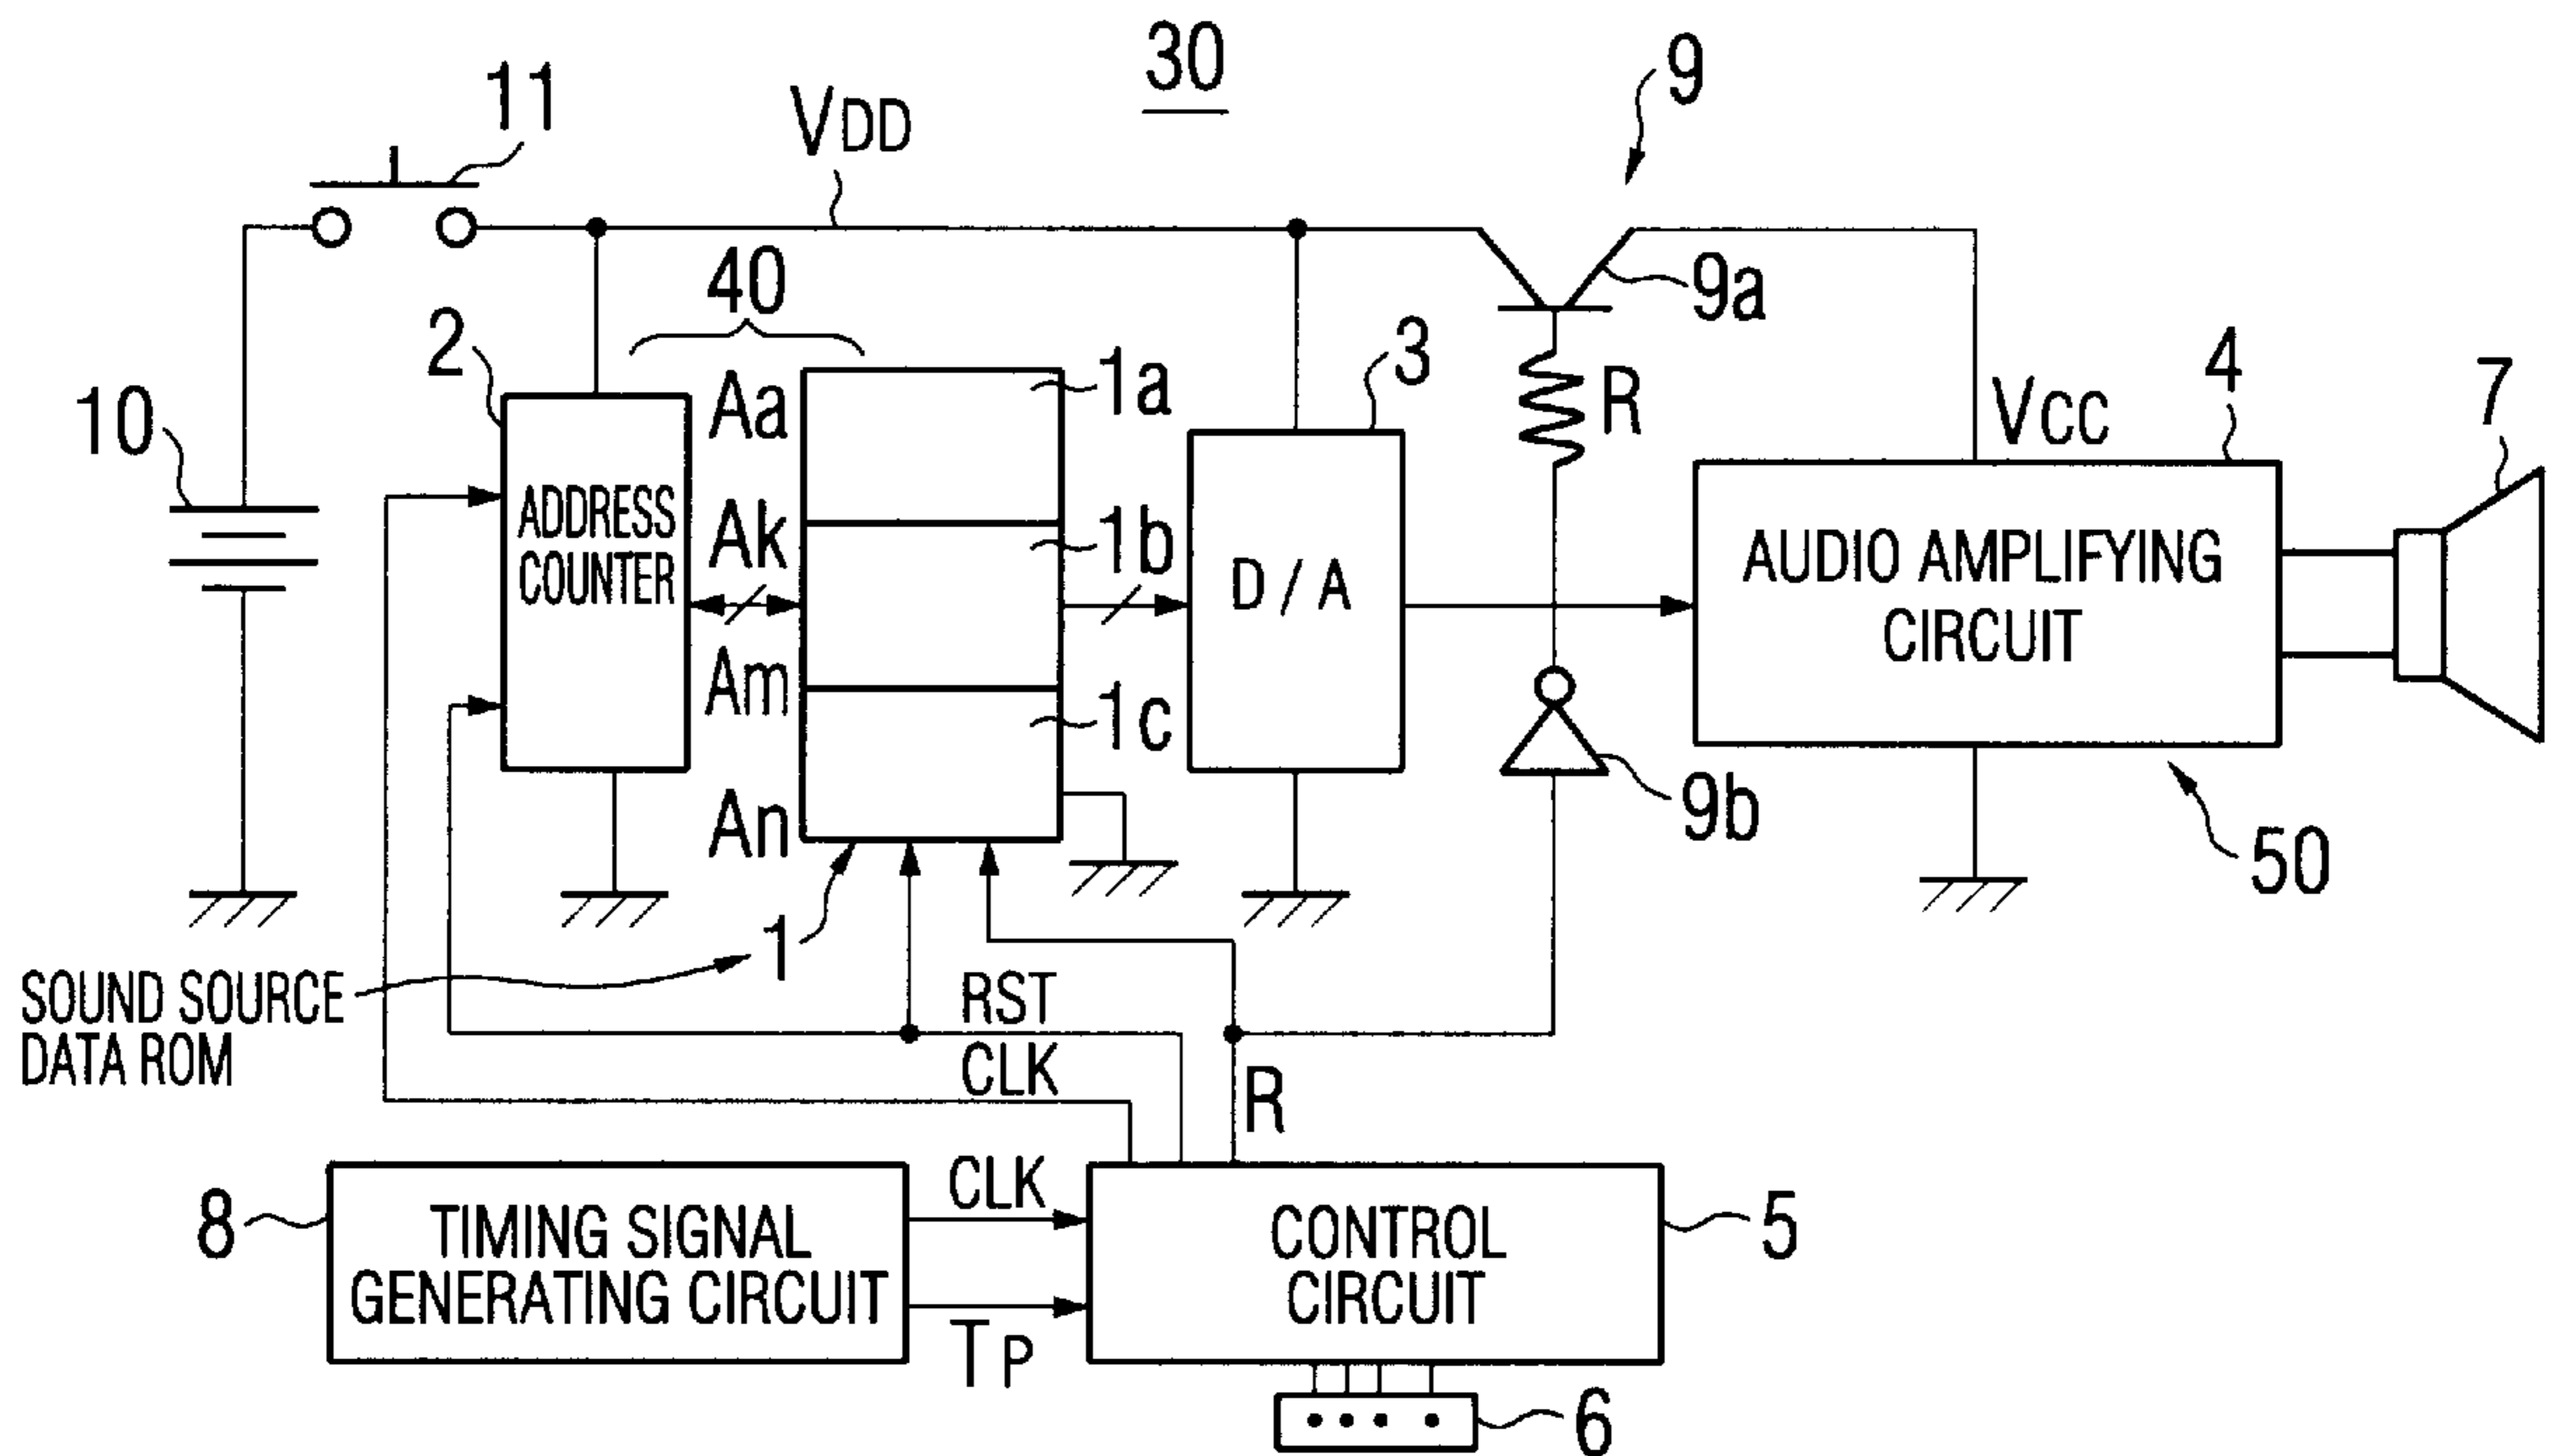 30
9
11
VDD
9a
40
2
Aa
1a
3
R
4
7
10
VCC
ADDRESS
COUNTER
Ak
1b
D / A
AUDIO AMPLIFYING
CIRCUIT
Am
1c
9b
An
50
1
SOUND SOURCE
DATA ROM
RST
CLK
R
8
TIMING SIGNAL
GENERATING CIRCUIT
CLK
TP
CONTROL
CIRCUIT
5
6